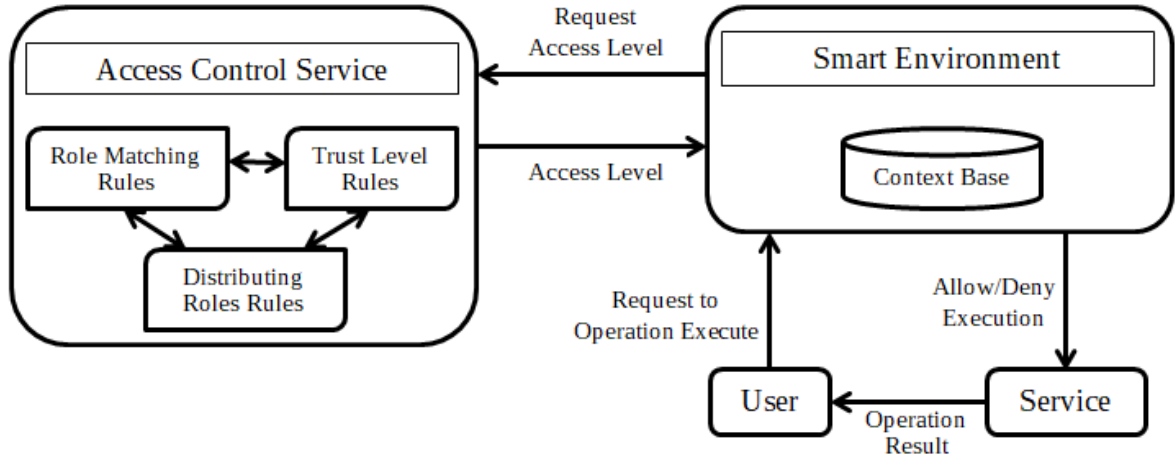 Access Control Service
Role Matching
Rules
Trust Level
Rules
Distributing
Roles Rules
Request
Access Level
Access Level
Smart Environment
Context Base
Request to
Operation Execute
Allow/Deny
Execution
User
Operation
Result
Service